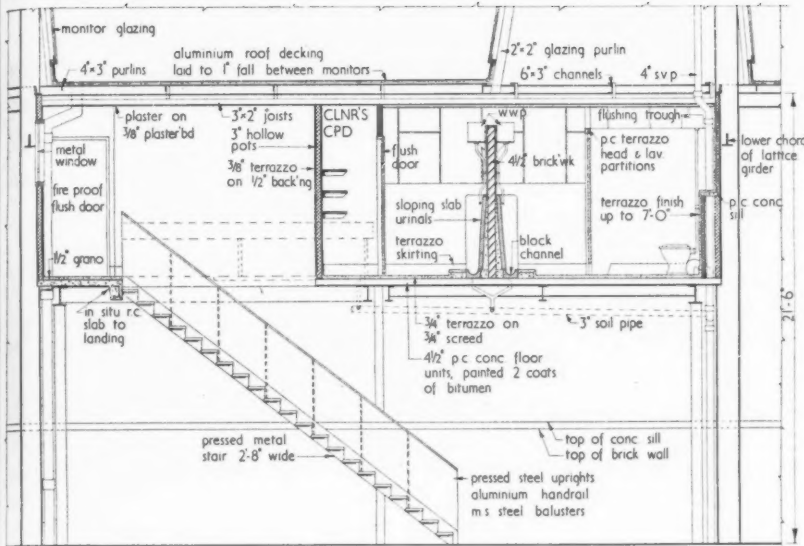 monitor glazing
aluminium roof decking
laid to 1" fall between monitors
4"×3" purlins
2"×2" glazing purlin
6"×3" channels
4" s v p
plaster on
3/8" plaster'bd
3"×2" joists
3" hollow
pots
3/8" terrazzo
on 1/2" back'ng
CLNR'S
CPD
flush
door
w w p
4 1/2" brick'wk
flushing trough
p.c terrazzo
head & lav.
partitions
lower chord
of lattice
girder
metal
window
fire proof
flush door
sloping slab
urinals
terrazzo finish
up to 7'-0"
p.c conc
sill
terrazzo
skirting
block
channel
1 1/2" grano
in situ r.c
slab to
landing
3/4" terrazzo on
3/4" screed
3" soil pipe
4 1/2" p c conc floor
units, painted 2 coats
of bitumen
21'-6"
pressed metal
stair 2'-8" wide
top of conc sill
top of brick wall
pressed steel uprights
aluminium handrail
m s steel balusters